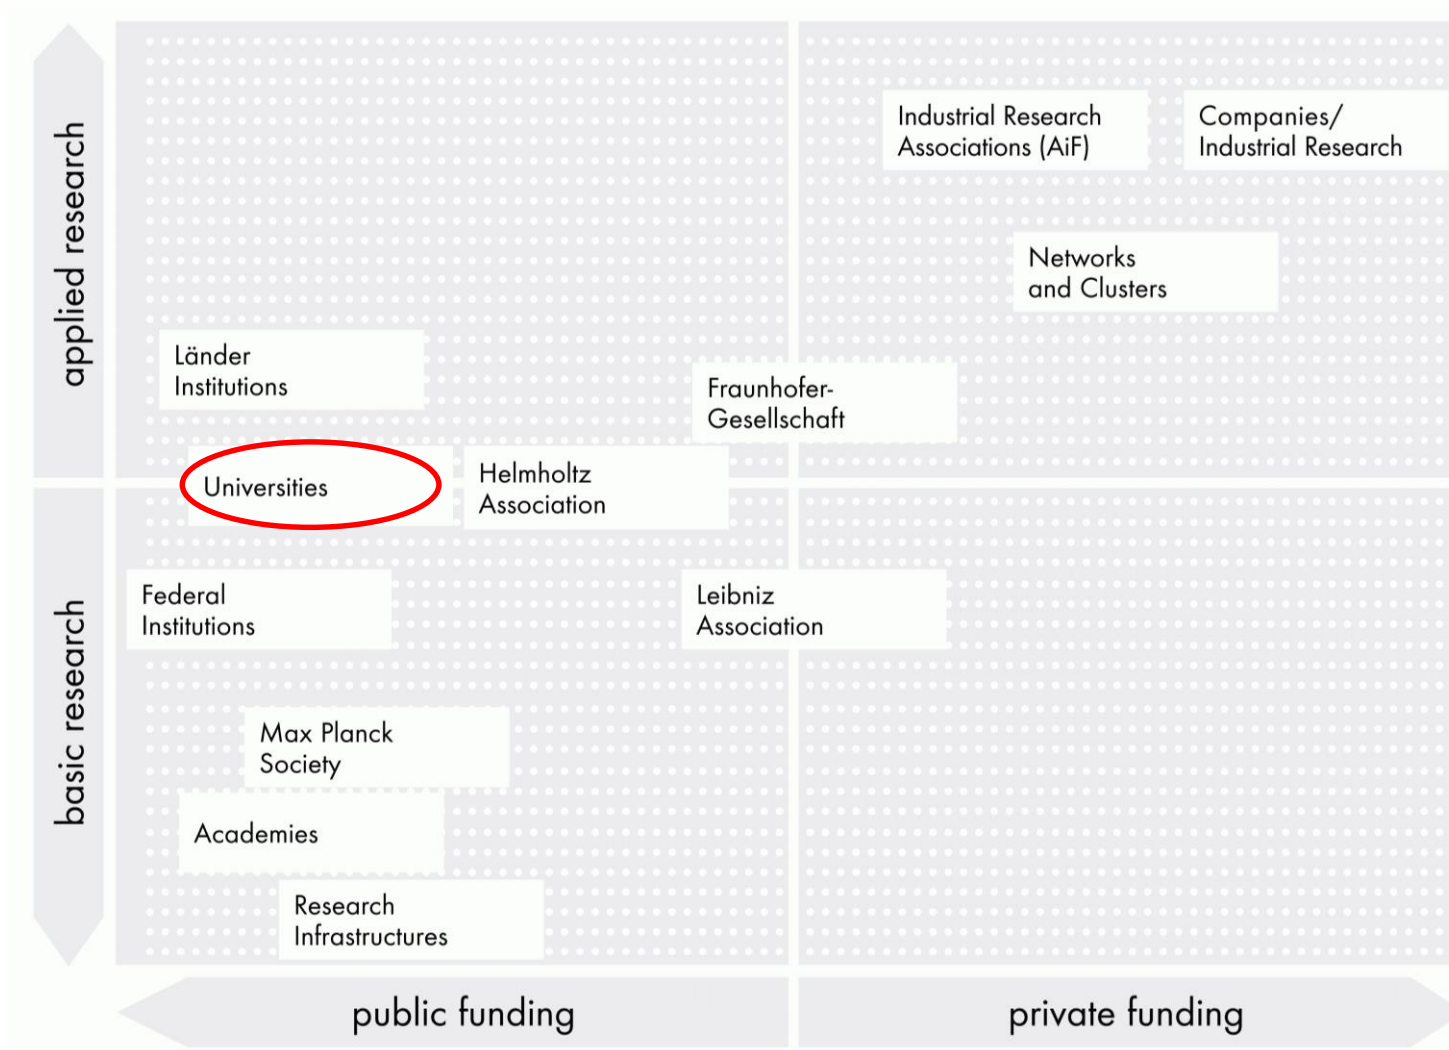 applied research
basic research
Industrial Research
Associations (AiF)
Companies/
Industrial Research
Networks
and Clusters
Länder
Institutions
Fraunhofer-
Gesellschaft
Universities
Helmholtz
Association
Federal
Institutions
Leibniz
Association
Max Planck
Society
Academies
Research
Infrastructures
public funding
private funding